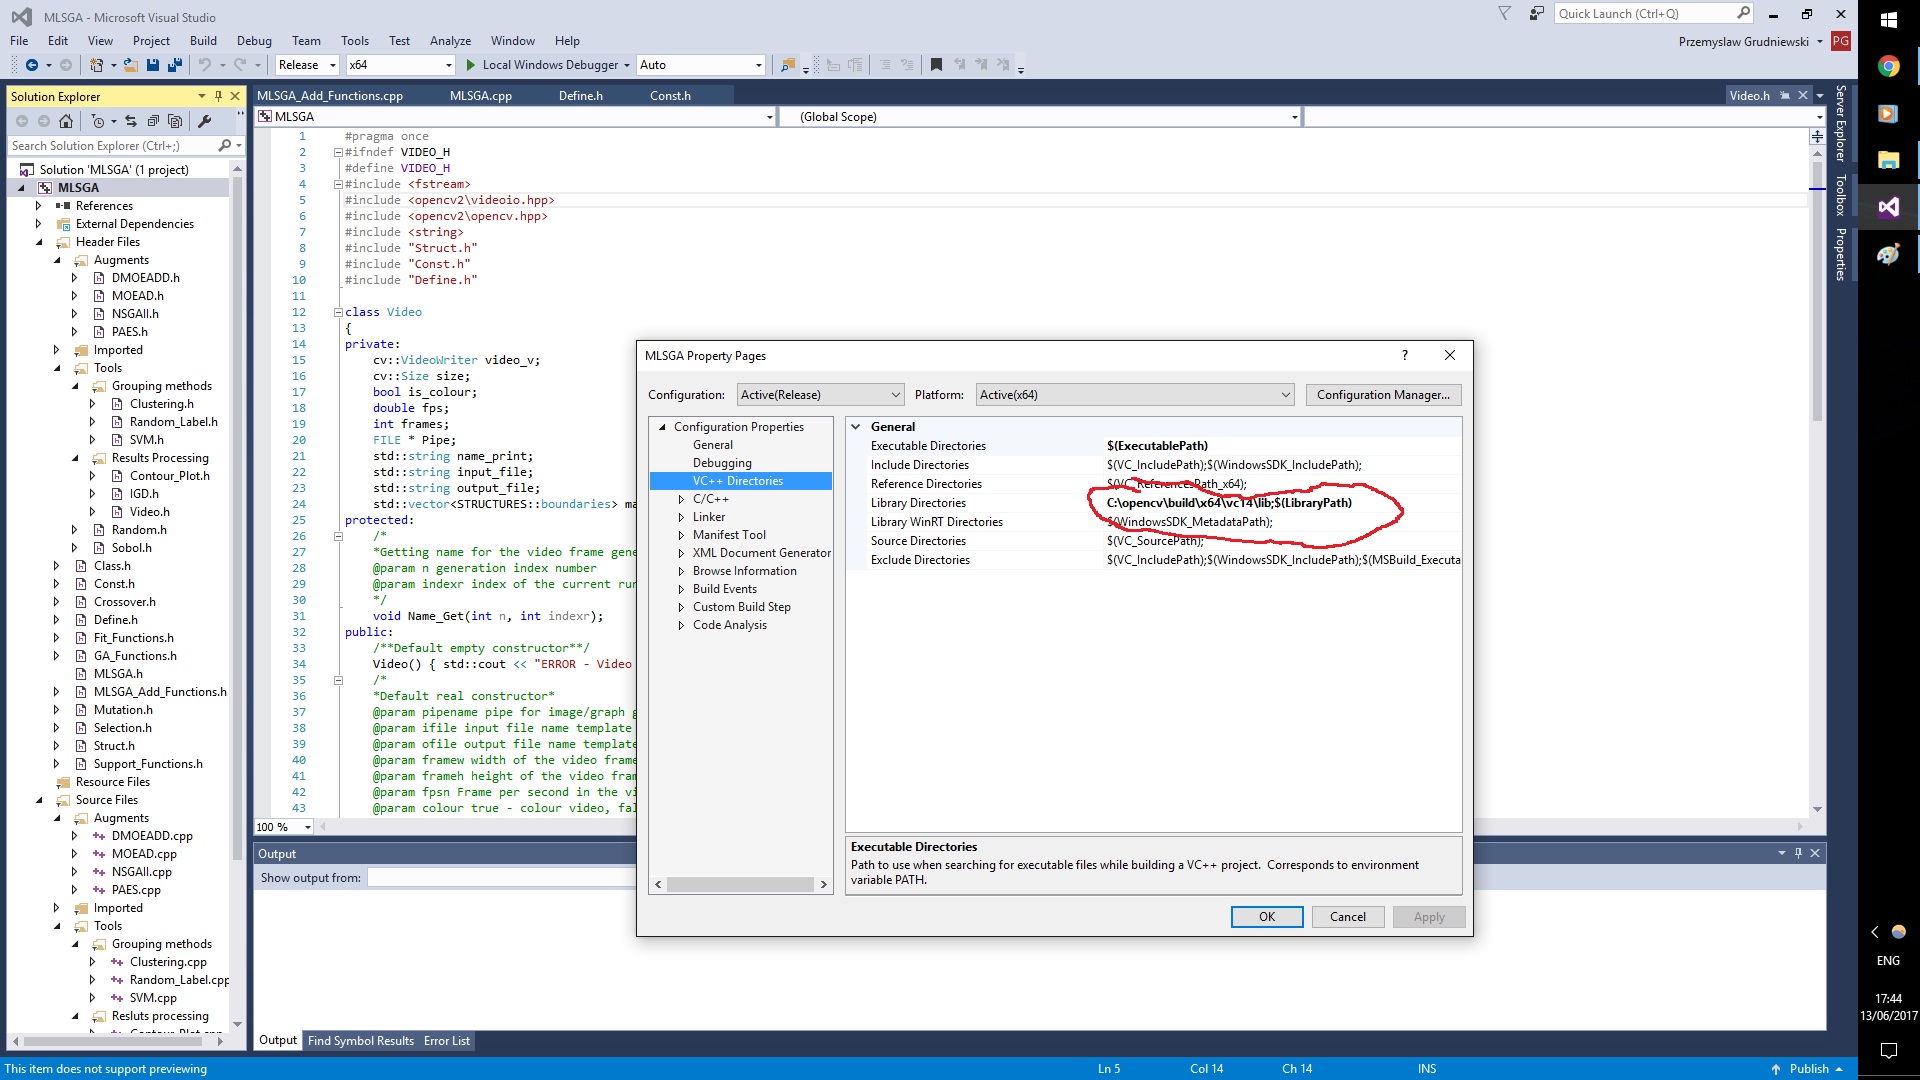 MLSGA - Microsoft Visual Studio
Quick Launch (Ctrl+Q)
File Edit View Project Build Debug Team Tools Test Analyze Window Help
Przemyslaw Grudniewski PG
Release x64 Local Windows Debugger Auto
Solution Explorer
Search Solution Explorer (Ctrl+;)
Solution 'MLSGA' (1 project)
MLSGA
References
External Dependencies
Header Files
Augments
DMOEADD.h
MOEAD.h
NSGAII.h
PAES.h
Imported
Tools
Grouping methods
Clustering.h
Random_Label.h
SVM.h
Results Processing
Contour_Plot.h
IGD.h
Video.h
Random.h
Sobol.h
Class.h
Const.h
Crossover.h
Define.h
Fit_Functions.h
GA_Functions.h
MLSGA.h
MLSGA_Add_Functions.h
Mutation.h
Selection.h
Struct.h
Support_Functions.h
Resource Files
Source Files
Augments
DMOEADD.cpp
MOEAD.cpp
NSGAII.cpp
PAES.cpp
Imported
Tools
Grouping methods
Clustering.cpp
Random_Label.cpp
SVM.cpp
Resluts processing
MLSGA_Add_Functions.cpp MLSGA.cpp Define.h Const.h Video.h
MLSGA (Global Scope)
1 #pragma once
2 #ifndef VIDEO_H
3 #define VIDEO_H
4 #include <fstream>
5 #include <opencv2\videoio.hpp>
6 #include <opencv2\opencv.hpp>
7 #include <string>
8 #include "Struct.h"
9 #include "Const.h"
10 #include "Define.h"
11
12 class Video
13 {
14 private:
15 cv::VideoWriter video_v;
16 cv::Size size;
17 bool is_colour;
18 double fps;
19 int frames;
20 FILE * Pipe;
21 std::string name_print;
22 std::string input_file;
23 std::string output_file;
24 std::vector<STRUCTURES::boundaries> ma
25 protected:
26 /*
27 *Getting name for the video frame gene
28 @param n generation index number
29 @param indexr index of the current run
30 */
31 void Name_Get(int n, int indexr);
32 public:
33 /**Default empty constructor**/
34 Video() { std::cout << "ERROR - Video
35 /*
36 *Default real constructor*
37 @param pipename pipe for image/graph g
38 @param ifile input file name template
39 @param ofile output file name template
40 @param framew width of the video frame
41 @param frameh height of the video fram
42 @param fpsn Frame per second in the vi
43 @param colour true - colour video, fal
100 %
MLSGA Property Pages
?
Configuration: Active(Release) Platform: Active(x64) Configuration Manager...
Configuration Properties
General
Debugging
VC++ Directories
C/C++
Linker
Manifest Tool
XML Document Generator
Browse Information
Build Events
Custom Build Step
Code Analysis
General
Executable Directories $(ExecutablePath)
Include Directories $(VC_IncludePath);$(WindowsSDK_IncludePath);
Reference Directories $(VC_ReferencesPath_x64);
Library Directories C:\opencv\build\x64\vc14\lib;$(LibraryPath)
Library WinRT Directories $(WindowsSDK_MetadataPath);
Source Directories $(VC_SourcePath);
Exclude Directories $(VC_IncludePath);$(WindowsSDK_IncludePath);$(MSBuild_Executa
Executable Directories
Path to use when searching for executable files while building a VC++ project. Corresponds to environment
variable PATH.
OK Cancel Apply
Output
Show output from:
Output Find Symbol Results Error List
This item does not support previewing
Ln 5 Col 14 Ch 14 INS Publish
Server Explorer
Toolbox
Properties
ENG
17:44
13/06/2017